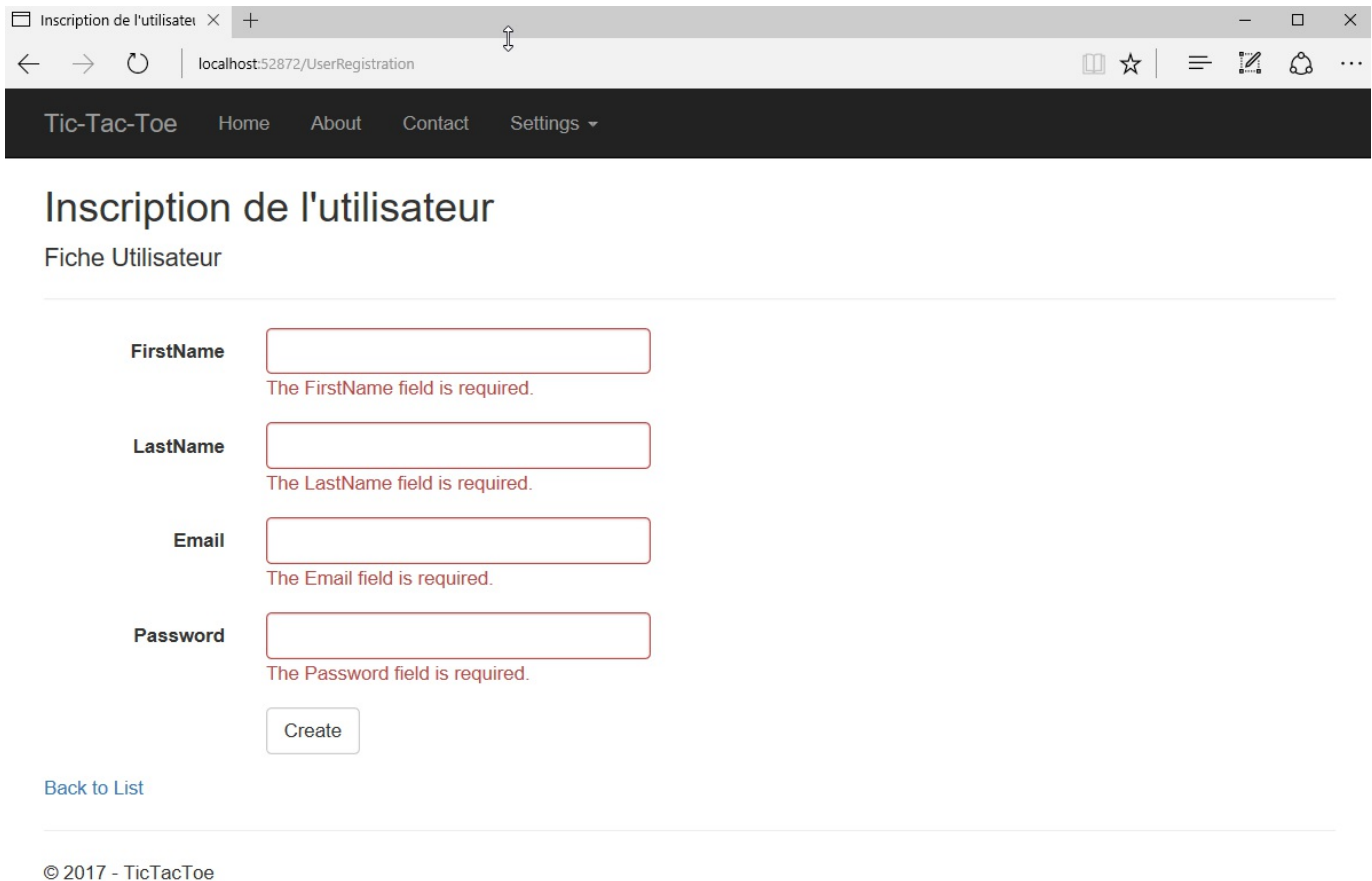 Inscription de l'utilisateu
localhost:52872/UserRegistration
Tic-Tac-Toe Home About Contact Settings
Inscription de l'utilisateur
Fiche Utilisateur
FirstName
The FirstName field is required.
LastName
The LastName field is required.
Email
The Email field is required.
Password
The Password field is required.
Create
Back to List
© 2017 - TicTacToe